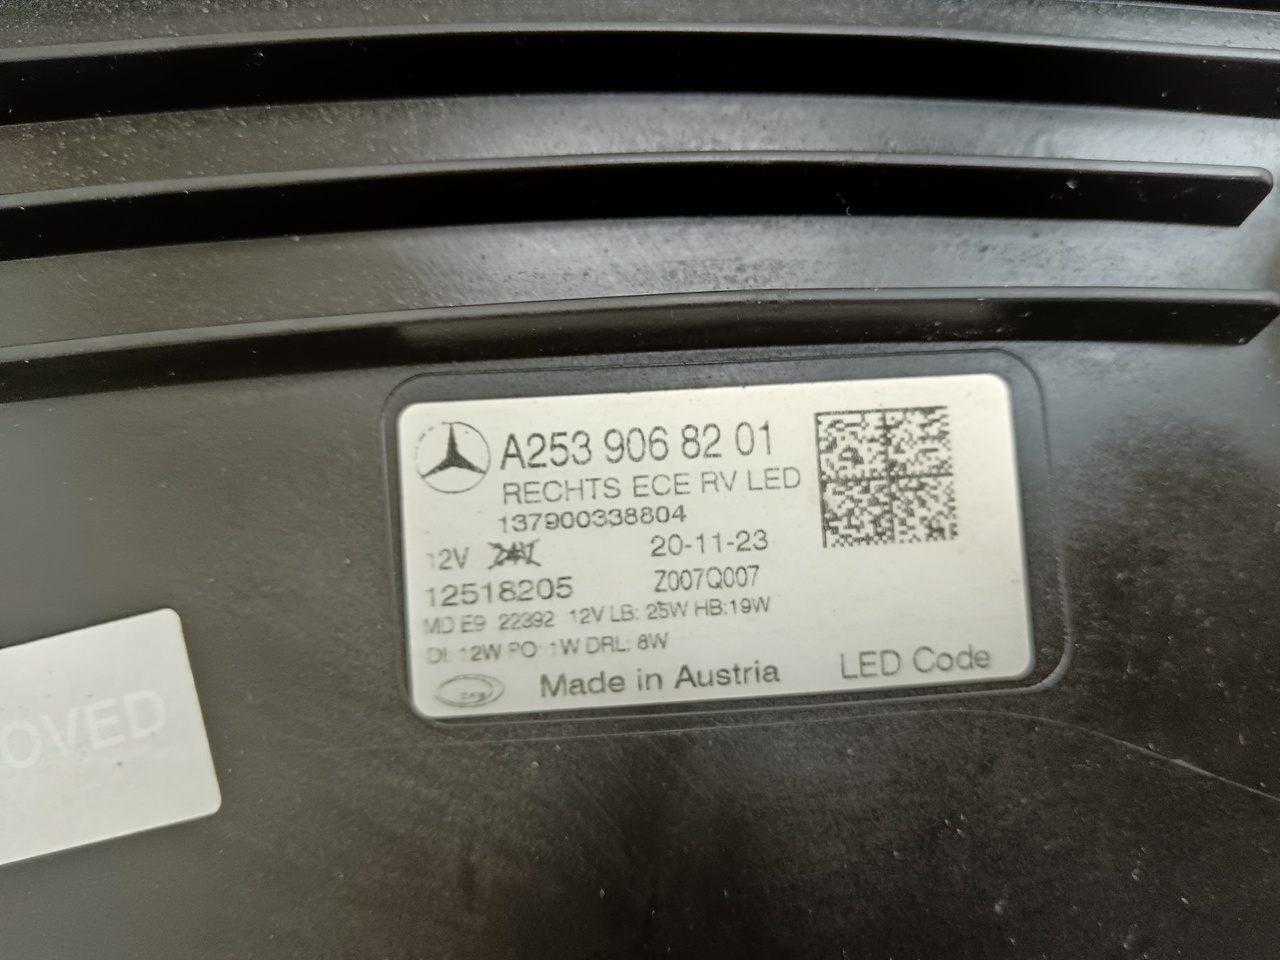 A253 906 82 01
RECHTS ECE RV LED
137900338804
12V 24V 20-11-23
12518205 Z007Q007
MD E9 22392 12V LB: 25W HB:19W
DI: 12W PO: 1W DRL: 8W
Made in Austria LED Code
OVED